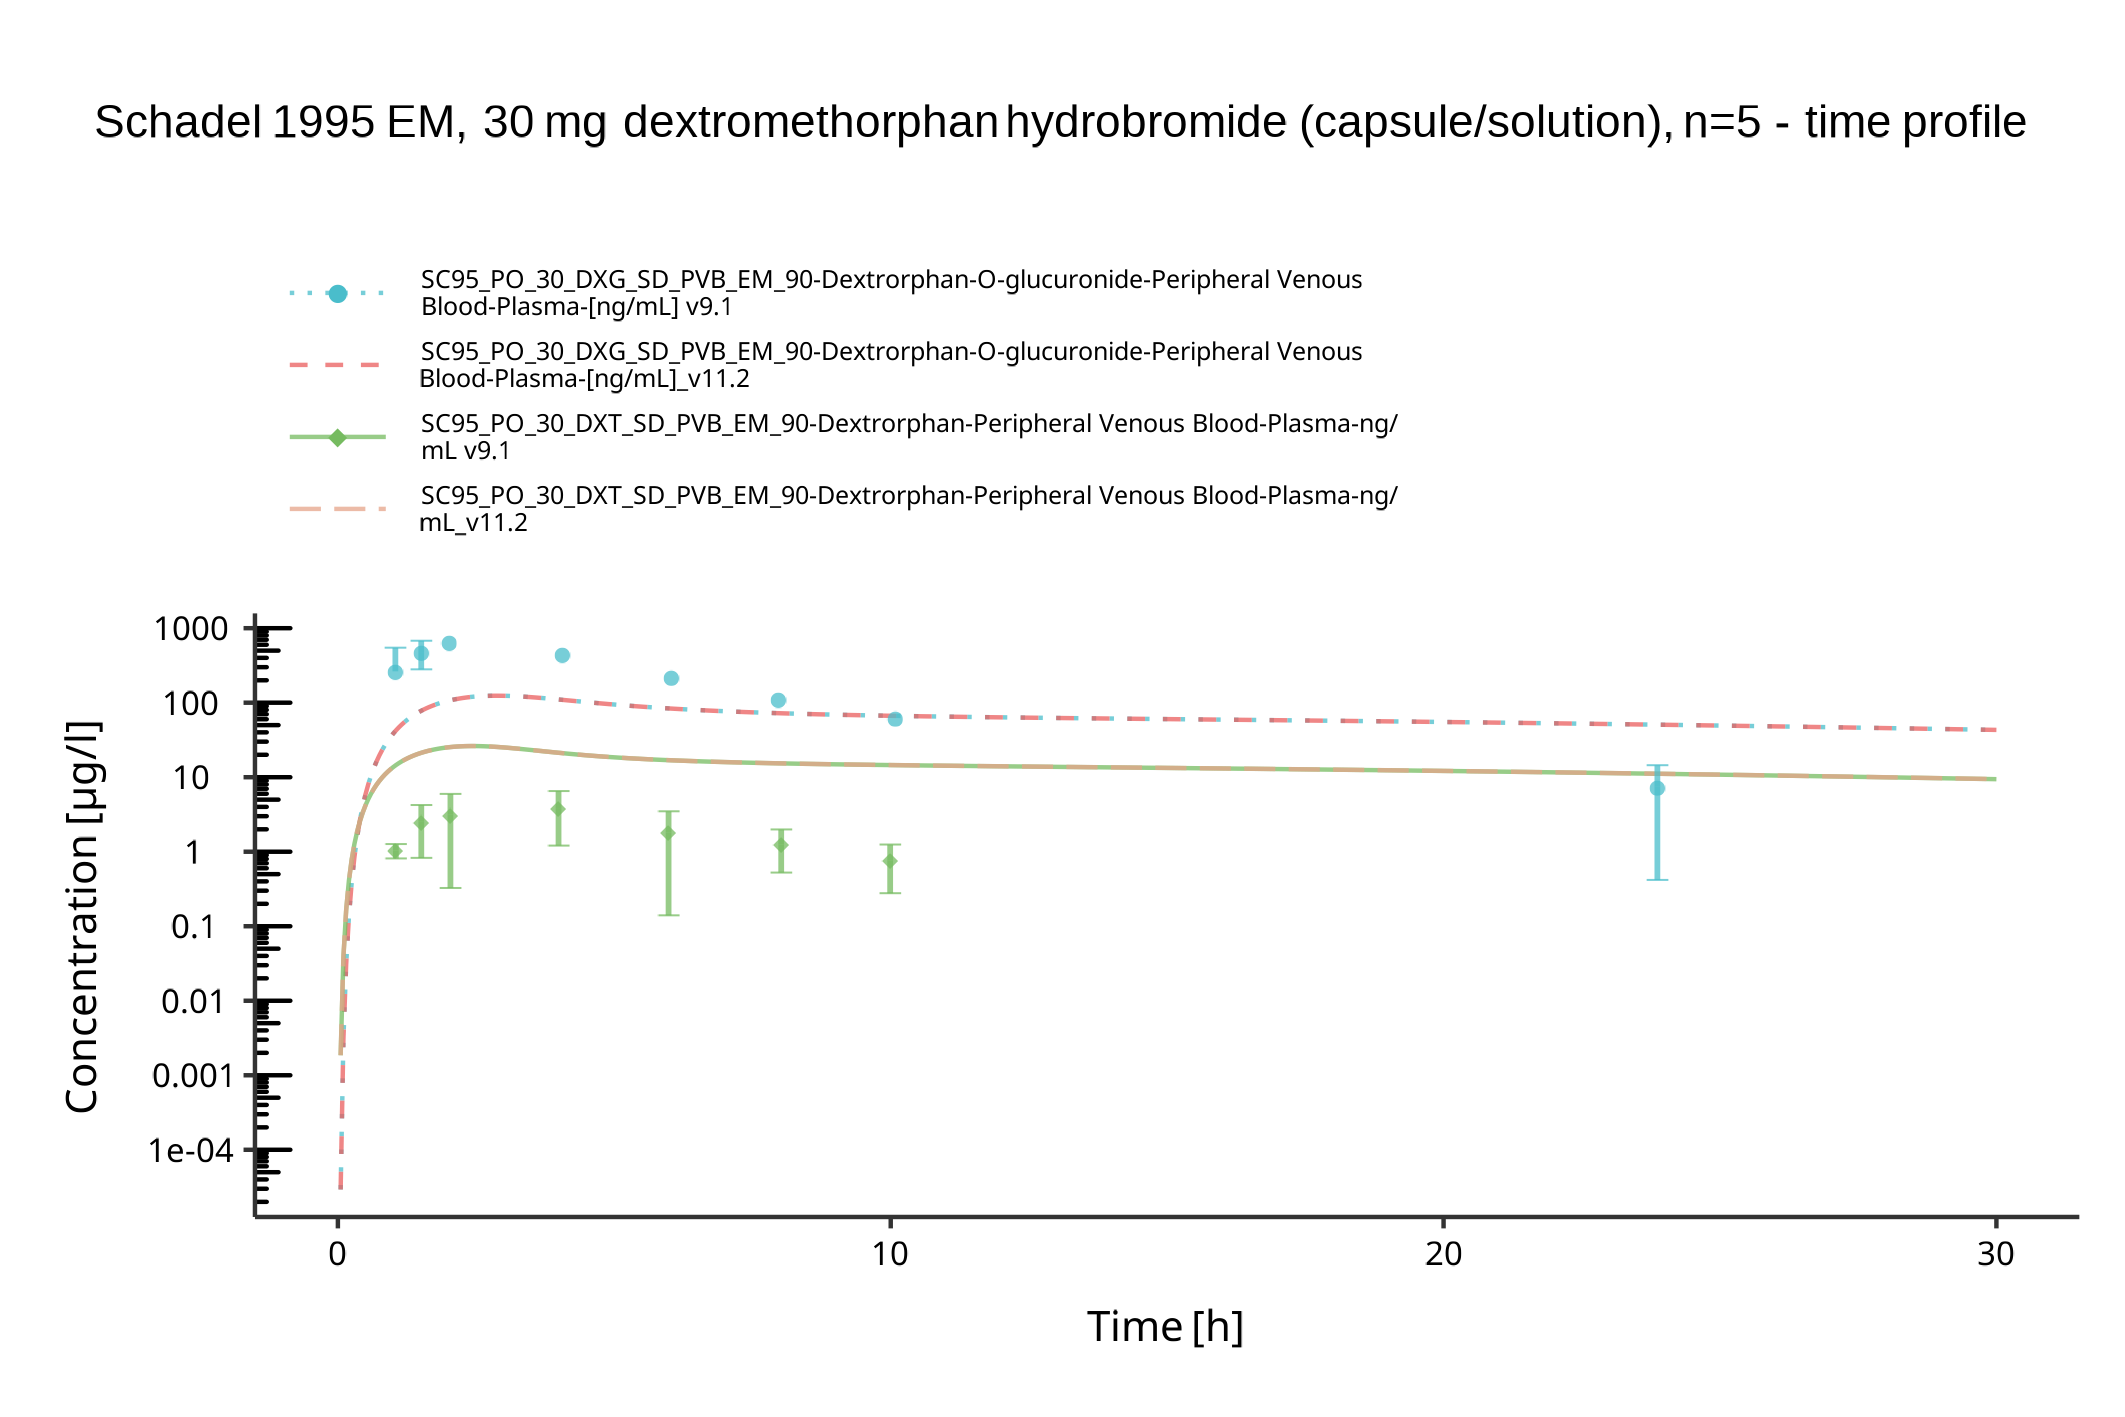 Schadel 1995 EM, 30 mg dextromethorphan hydrobromide (capsule/solution), n=5 - time profile
SC95_PO_30_DXG_SD_PVB_EM_90-Dextrorphan-O-glucuronide-Peripheral Venous
Blood-Plasma-[ng/mL] v9.1
SC95_PO_30_DXG_SD_PVB_EM_90-Dextrorphan-O-glucuronide-Peripheral Venous
Blood-Plasma-[ng/mL]_v11.2
SC95_PO_30_DXT_SD_PVB_EM_90-Dextrorphan-Peripheral Venous Blood-Plasma-ng/
mL v9.1
SC95_PO_30_DXT_SD_PVB_EM_90-Dextrorphan-Peripheral Venous Blood-Plasma-ng/
mL_v11.2
Concentration [µg/l]
1000
100
10
1
0.1
0.01
0.001
1e-04
0
10
20
30
Time [h]